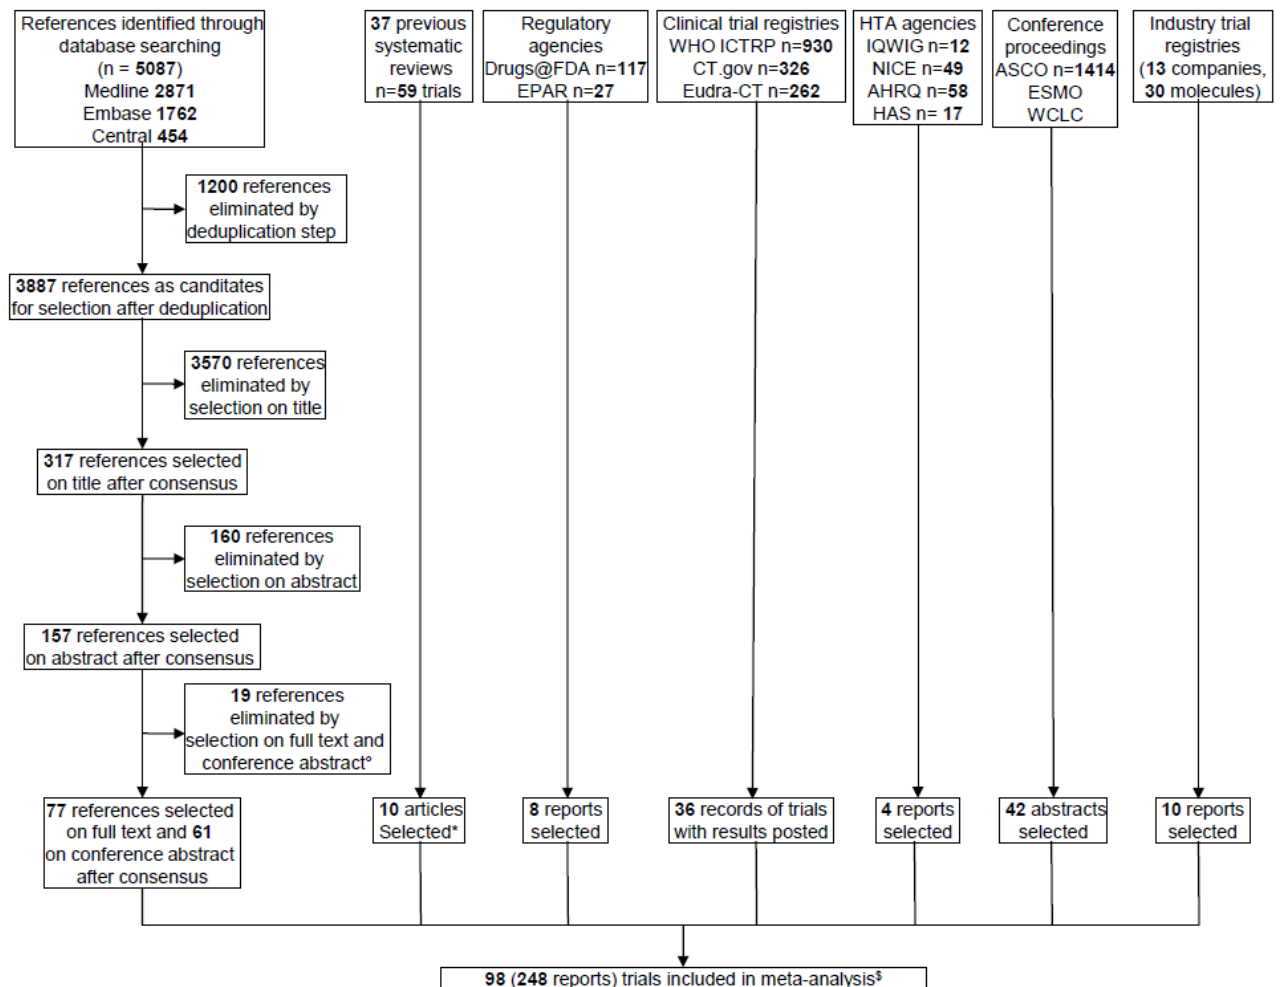 References identified through
database searching
(n = 5087)
Medline 2871
Embase 1762
Central 454
37 previous
systematic
reviews
n=59 trials
Regulatory
agencies
Drugs@FDA n=117
EPAR n=27
Clinical trial registries
WHO ICTRP n=930
CT.gov n=326
Eudra-CT n=262
HTA agencies
IQWIG n=12
NICE n=49
AHRQ n=58
HAS n= 17
Conference
proceedings
ASCO n=1414
ESMO
WCLC
Industry trial
registries
(13 companies,
30 molecules)
1200 references
eliminated by
deduplication step
3887 references as canditates
for selection after deduplication
3570 references
eliminated by
selection on title
317 references selected
on title after consensus
160 references
eliminated by
selection on abstract
157 references selected
on abstract after consensus
19 references
eliminated by
selection on full text and
conference abstract°
77 references selected
on full text and 61
on conference abstract
after consensus
10 articles
Selected*
8 reports
selected
36 records of trials
with results posted
4 reports
selected
42 abstracts
selected
10 reports
selected
98 (248 reports) trials included in meta-analysis$